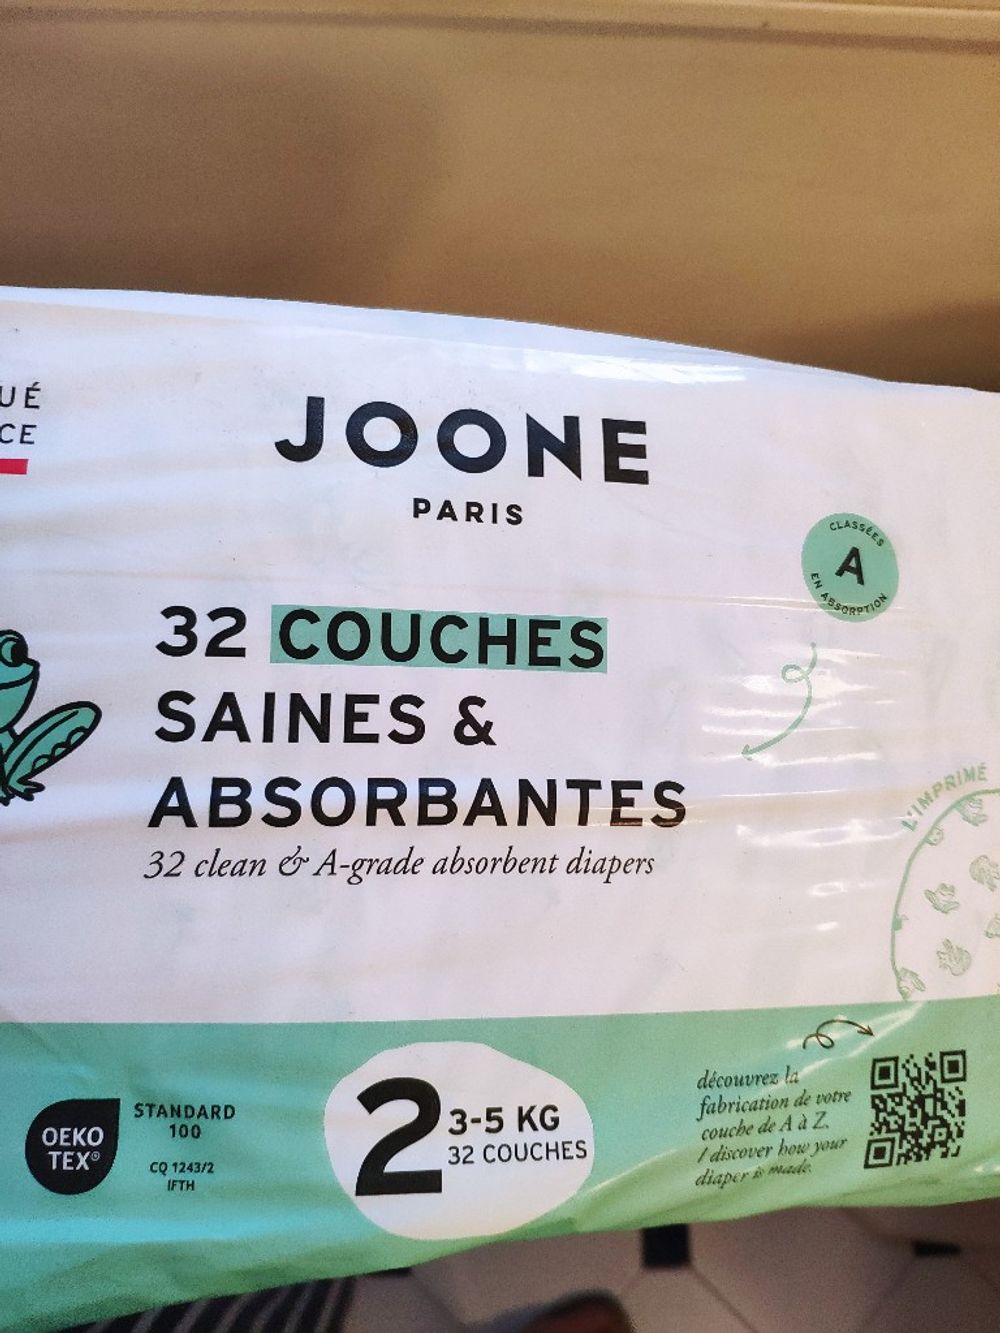 UÉ
CE
JOONE
PARIS
CLASSÉES
A
EN ABSORPTION
32 COUCHES
SAINES &
ABSORBANTES
32 clean & A-grade absorbent diapers
L'IMPRIMÉ
OEKO
TEX®
STANDARD
100
CQ 1243/2
IFTH
2
3-5 KG
32 COUCHES
découvrez la
fabrication de votre
couche de A à Z.
/ discover how your
diaper is made.